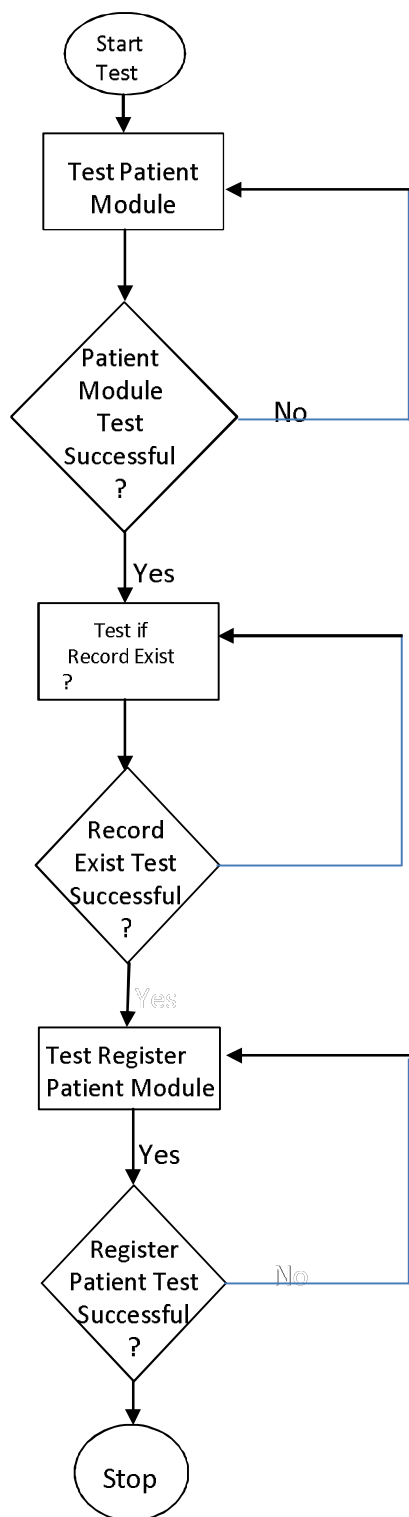 Start
Test
Test Patient
Module
Patient
Module
Test
Successful
?
No
Yes
Test if
Record Exist
?
Record
Exist Test
Successful
?
Yes
Test Register
Patient Module
Yes
Register
Patient Test
Successful
?
No
Stop